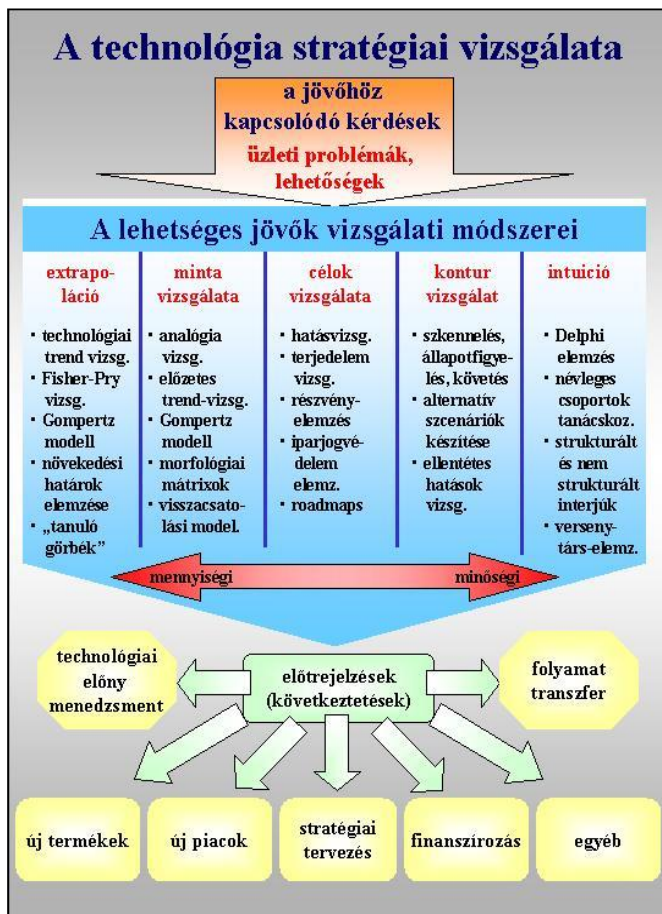 A technológia stratégiai vizsgálata
a jövőhöz
kapcsolódó kérdések
üzleti problémák,
lehetőségek
A lehetséges jövők vizsgálati módszerei
extrapo-
láció
· technológiai
trend vizsg.
· Fisher-Pry
vizsg.
· Gompertz
modell
· növekedési
határok
elemzése
· „tanuló
görbék”
minta
vizsgálata
· analógia
vizsg.
· előzetes
trend-vizsg.
· Gompertz
modell
· morfológiai
mátrixok
· visszacsato-
lási model.
célok
vizsgálata
· hatásvizsg.
· terjedelem
vizsg.
· részvény-
elemzés
· iparjogvé-
delem
elemz.
· roadmaps
kontur
vizsgálat
· szkennelés,
állapotfigye-
lés, követés
· alternatív
szcenáriók
készítése
· ellentétes
hatások
vizsg.
intuició
· Delphi
elemzés
· névleges
csoportok
tanácskoz.
· strukturált
és nem
strukturált
interjúk
· verseny-
társ-elemz.
mennyiségi
minőségi
technológiai
előny
menedzsment
előtrejelzések
(következtetések)
folyamat
transzfer
új termékek
új piacok
stratégiai
tervezés
finanszírozás
egyéb